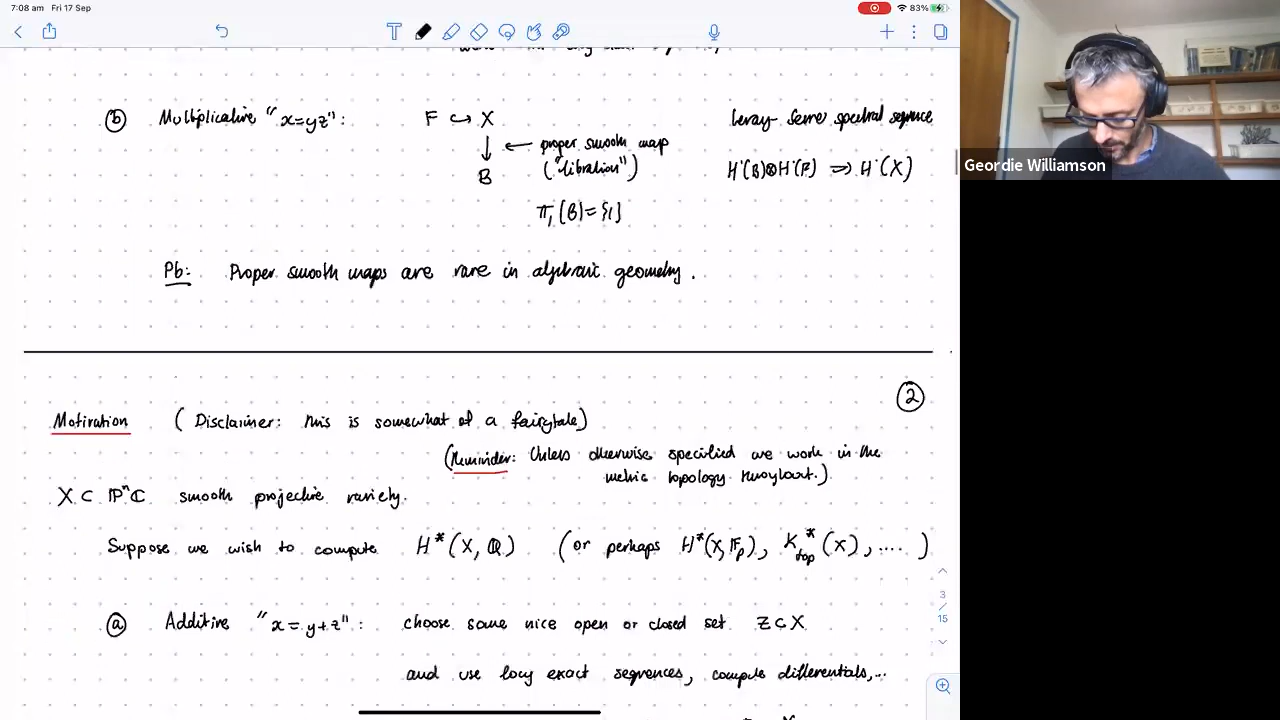 7:08 am Fri 17 Sep
83%
ⓑ Multiplicative "x=yz": F ↪ X Leray-Serre spectral sequence
↓ ← proper smooth map
B ("fibration") H˙(B)⊗H˙(F) ⟹ H˙(X)
π₁(B)={1}
Geordie Williamson
Pb: Proper smooth maps are rare in algebraic geometry.
②
Motivation (Disclaimer: this is somewhat of a fairytale)
(Reminder: Unless otherwise specified we work in the
metric topology throughout.)
X ⊂ ℙⁿℂ smooth projective variety.
Suppose we wish to compute H*(X, ℚ) (or perhaps H*(X, 𝔽p), K*top(X), .... )
3
/
15
ⓐ Additive "x = y+z": choose some nice open or closed set Z⊂X
and use long exact sequences, compute differentials,...